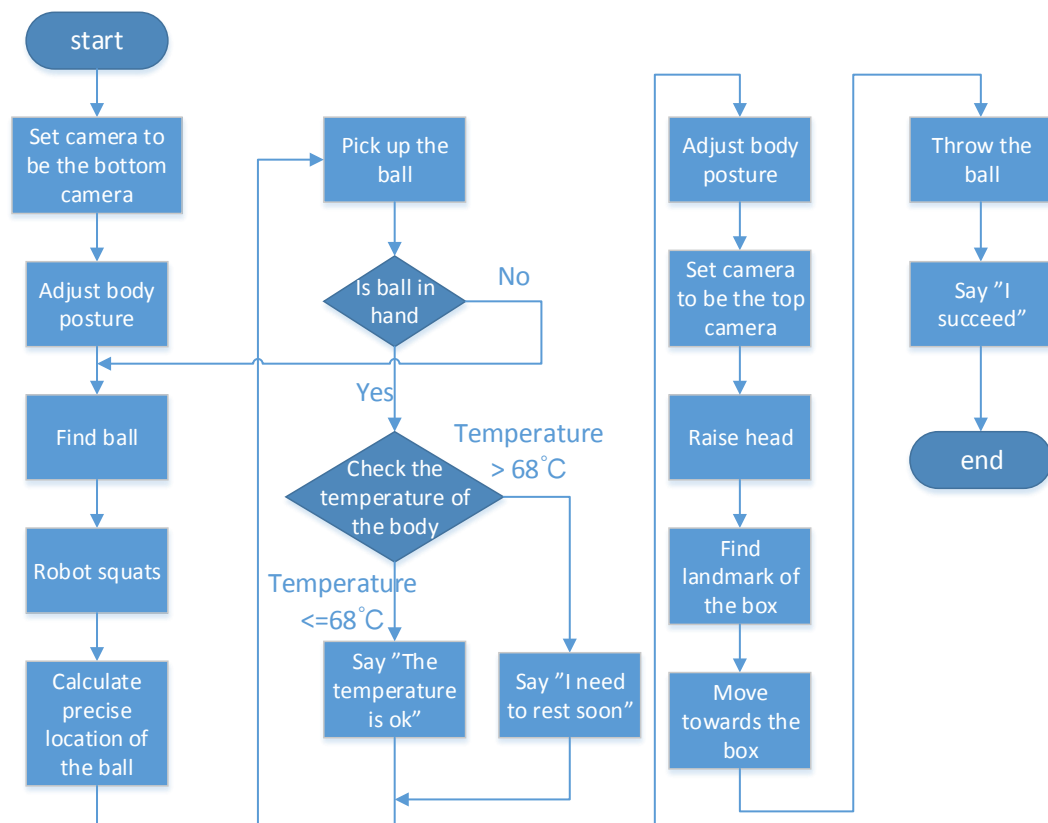 start
Set camera to
be the bottom
camera
Adjust body
posture
Find ball
Robot squats
Calculate
precise
location of
the ball
Pick up the
ball
Is ball in
hand
No
Yes
Check the
temperature of
the body
Temperature
> 68℃
Temperature
<=68℃
Say ”The
temperature
is ok”
Say ”I need
to rest soon”
Adjust body
posture
Set camera
to be the top
camera
Raise head
Find
landmark of
the box
Move
towards the
box
Throw the
ball
Say ”I
succeed”
end